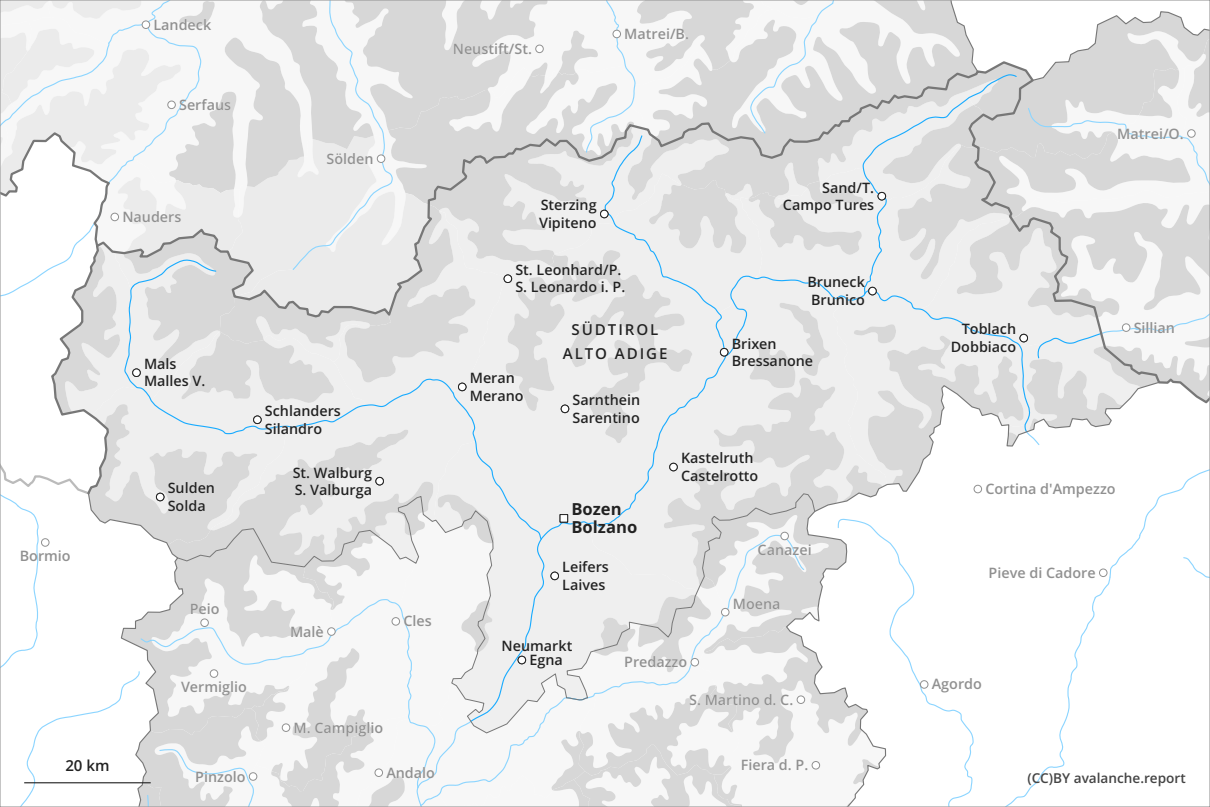 Landeck
Matrei/B.
Neustift/St.
Serfaus
Matrei/O.
Sölden
Sand/T.
Campo Tures
Sterzing
Vipiteno
Nauders
St. Leonhard/P.
S. Leonardo i. P.
Bruneck
Brunico
SÜDTIROL
ALTO ADIGE
Toblach
Dobbiaco
Sillian
Brixen
Bressanone
Mals
Malles V.
Meran
Merano
Schlanders
Silandro
Sarnthein
Sarentino
Kastelruth
Castelrotto
St. Walburg
S. Valburga
Sulden
Solda
Cortina d'Ampezzo
Bozen
Bolzano
Bormio
Canazei
Leifers
Laives
Pieve di Cadore
Peio
Moena
Malè
Cles
Neumarkt
Egna
Predazzo
Vermiglio
Agordo
S. Martino d. C.
M. Campiglio
20 km
Pinzolo
Andalo
Fiera d. P.
(CC)BY avalanche.report